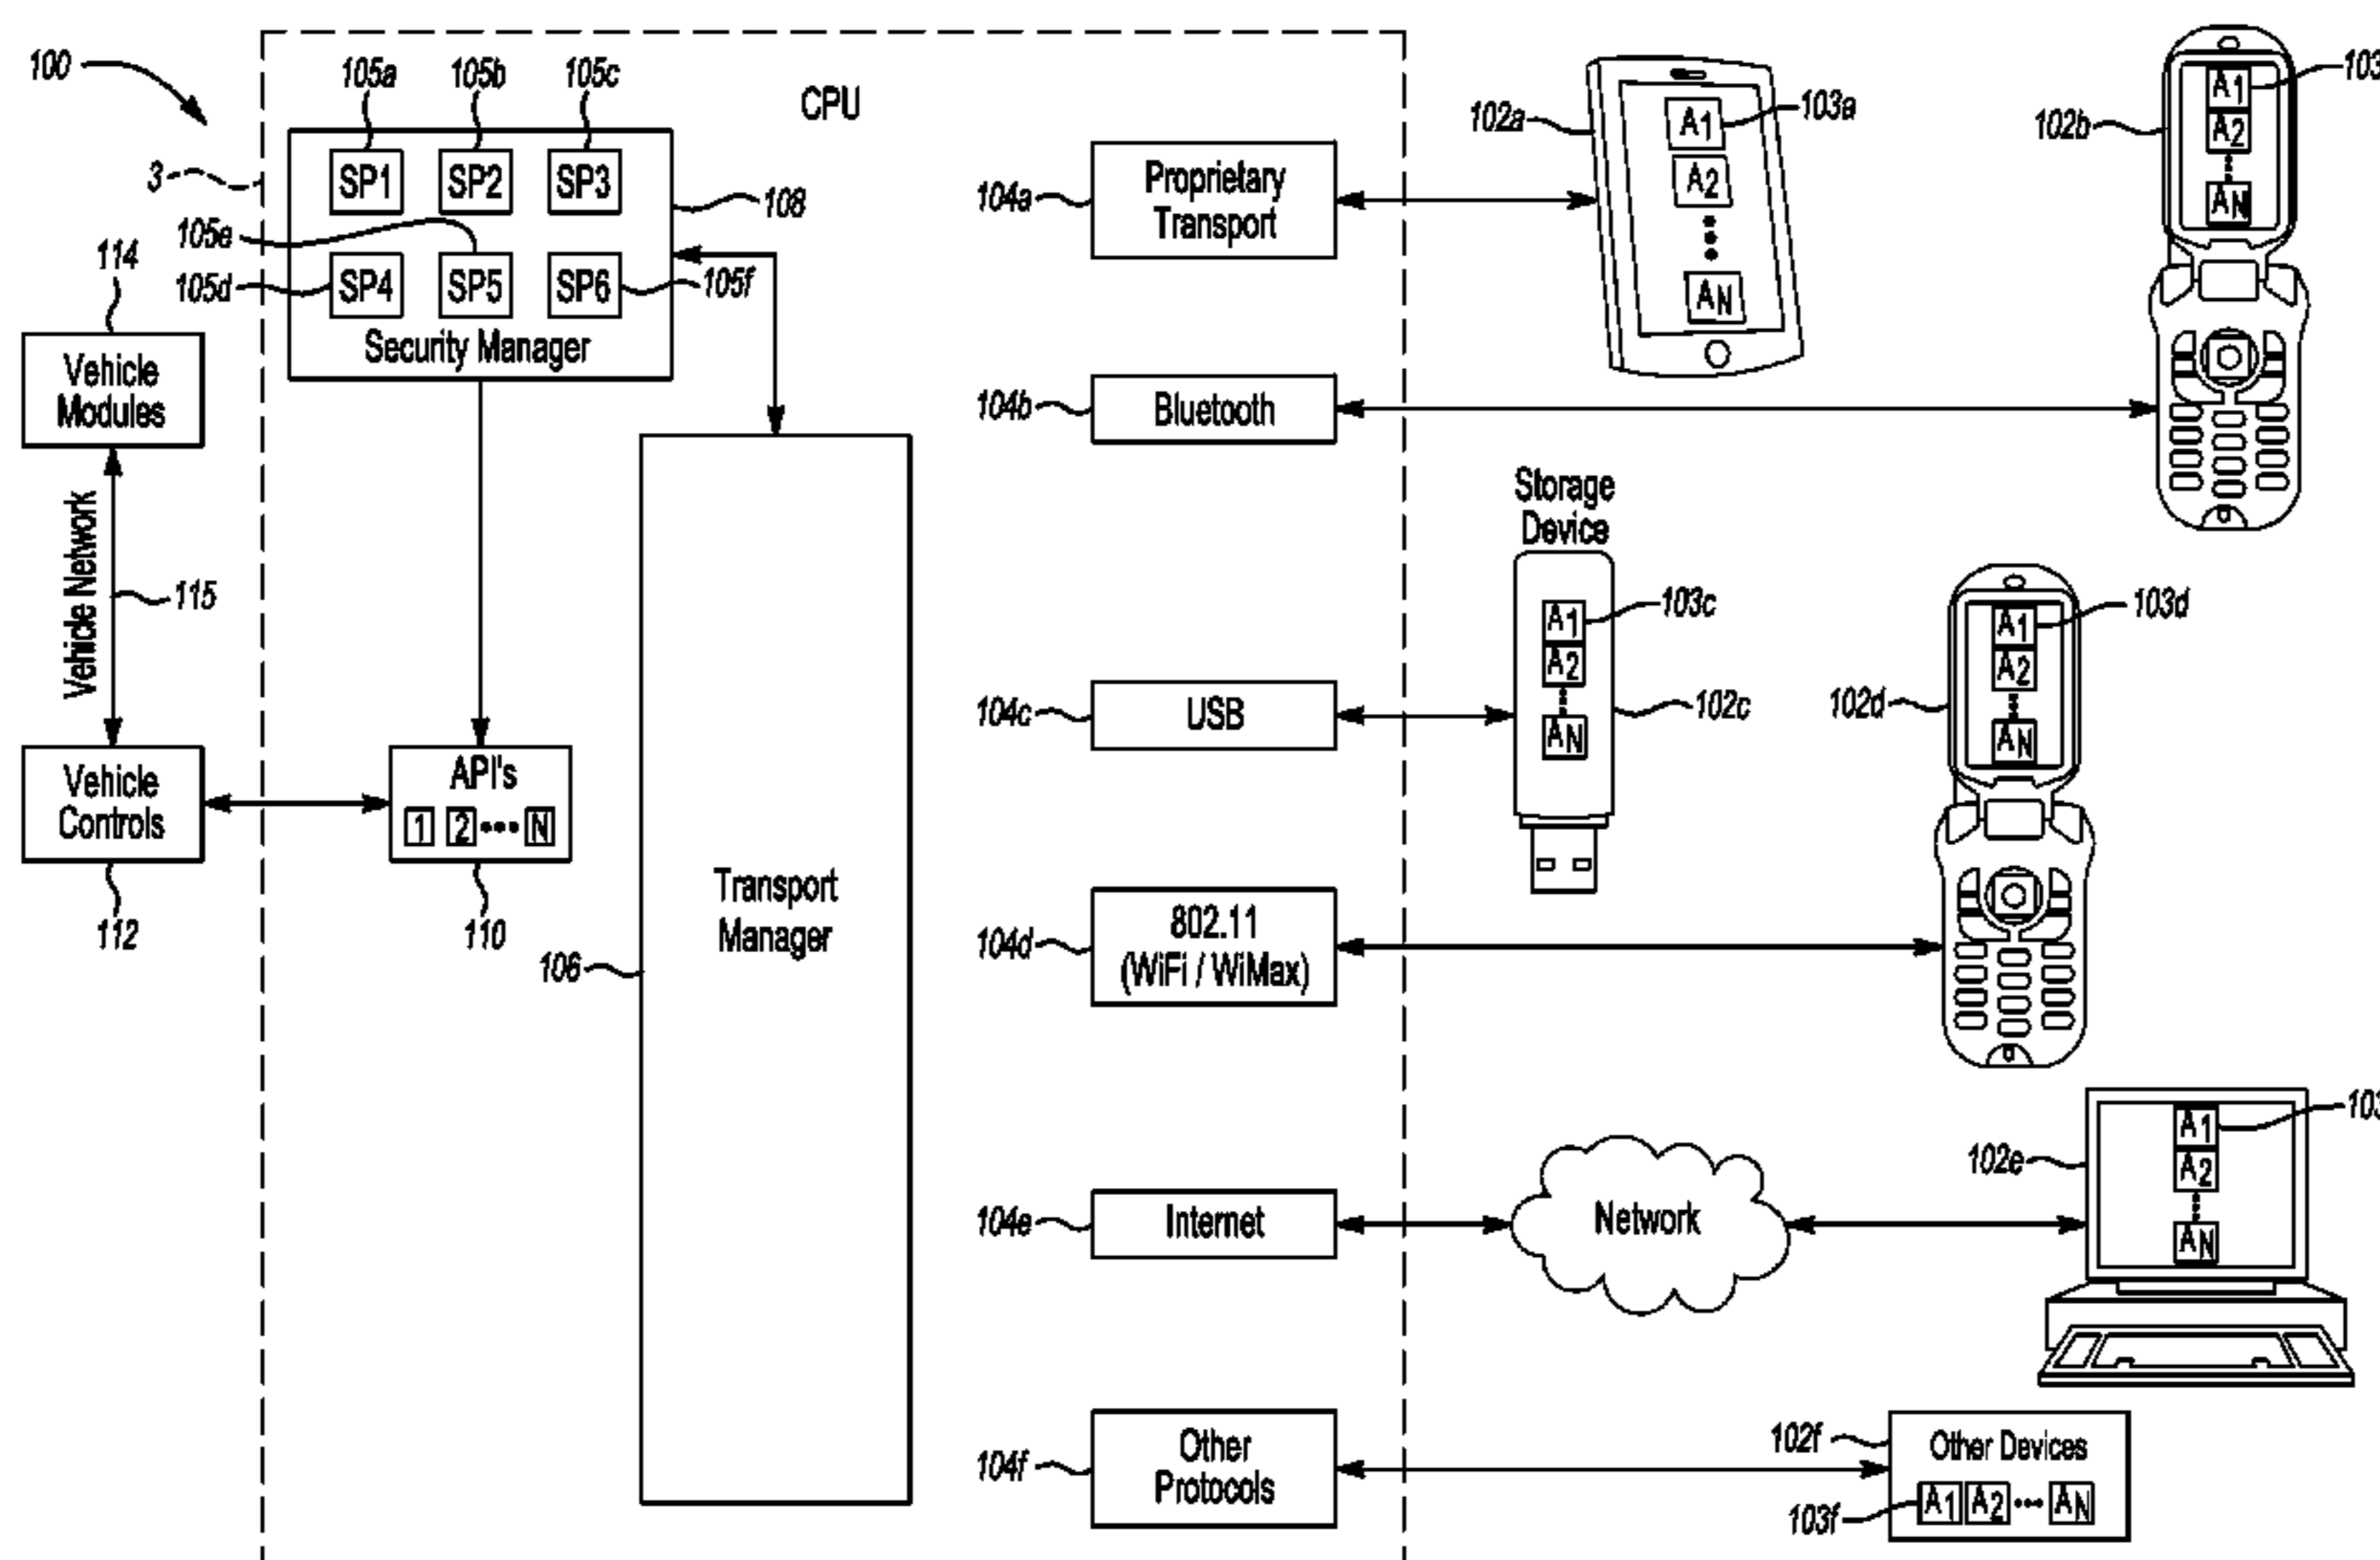 100
3
105a 105b 105c
CPU
SP1 SP2 SP3
108
105e
105d
SP4 SP5 SP6
105f
Security Manager
114
Vehicle
Modules
Vehicle Network
115
Vehicle
Controls
112
API's
1 2 ••• N
110
Transport
Manager
106
104a
Proprietary
Transport
102a
A1
103a
A2
AN
102b
A1
103
A2
AN
104b
Bluetooth
Storage
Device
A1
103c
A2
AN
102c
104c
USB
102d
A1
103d
A2
AN
104d
802.11
(WiFi / WiMax)
104e
Internet
Network
102e
A1
103
A2
AN
104f
Other
Protocols
102f
Other Devices
A1 A2 ••• AN
103f